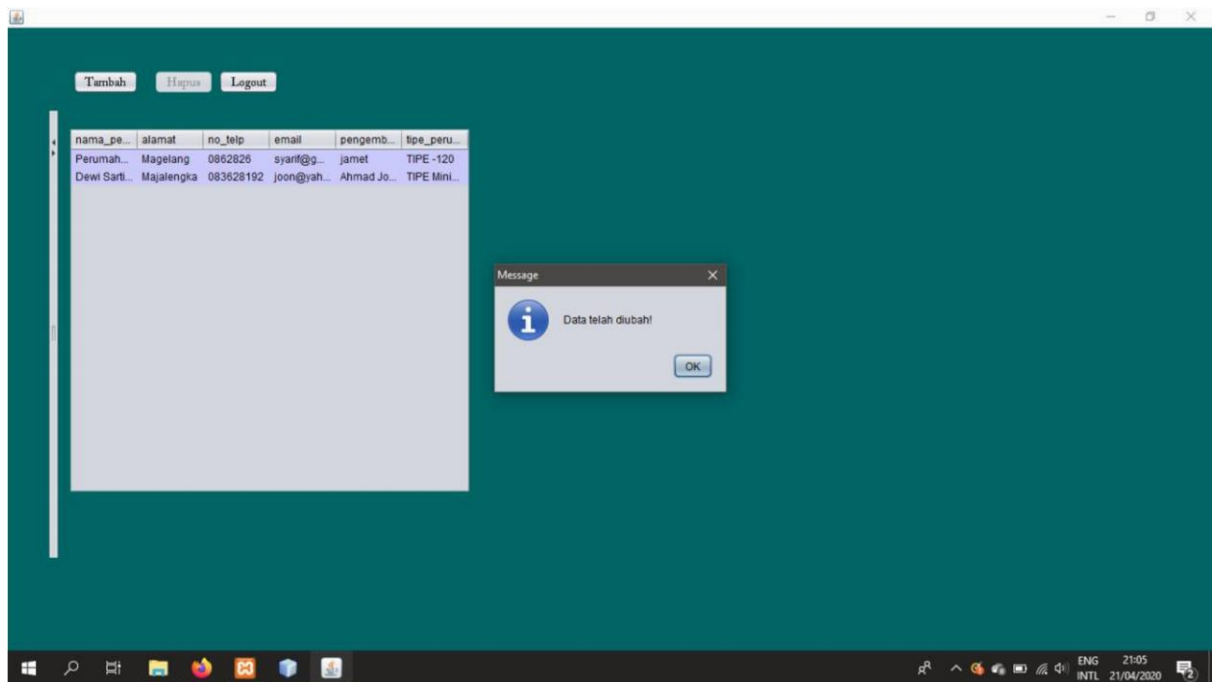 Tambah Hapus Logout
nama_pe... alamat no_telp email pengemb... tipe_peru...
Perumah... Magelang 0862826 syarif@g... jamet TIPE -120
Dewi Sarti... Majalengka 083628192 joon@yah... Ahmad Jo... TIPE Mini...
Message
Data telah diubah!
OK
ENG 21:05
INTL 21/04/2020
2